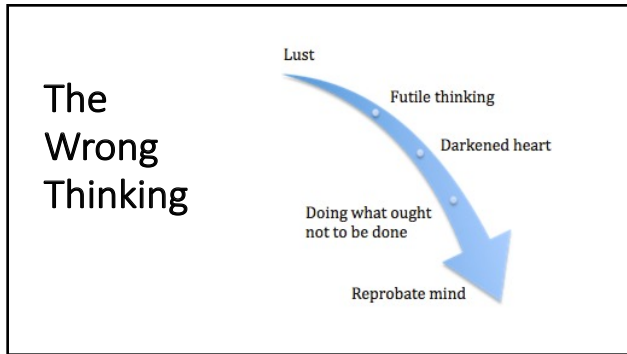 The
Wrong
Thinking
Lust
Futile thinking
Darkened heart
Doing what ought
not to be done
Reprobate mind